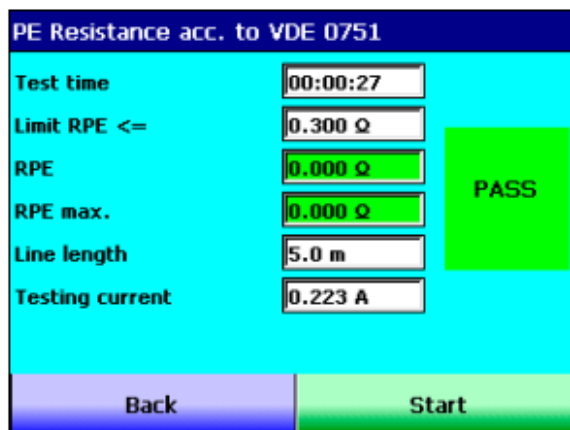 PE Resistance acc. to VDE 0751
Test time 00:00:27
Limit RPE <= 0.300 Ω
RPE 0.000 Ω
PASS
RPE max. 0.000 Ω
Line length 5.0 m
Testing current 0.223 A
Back Start